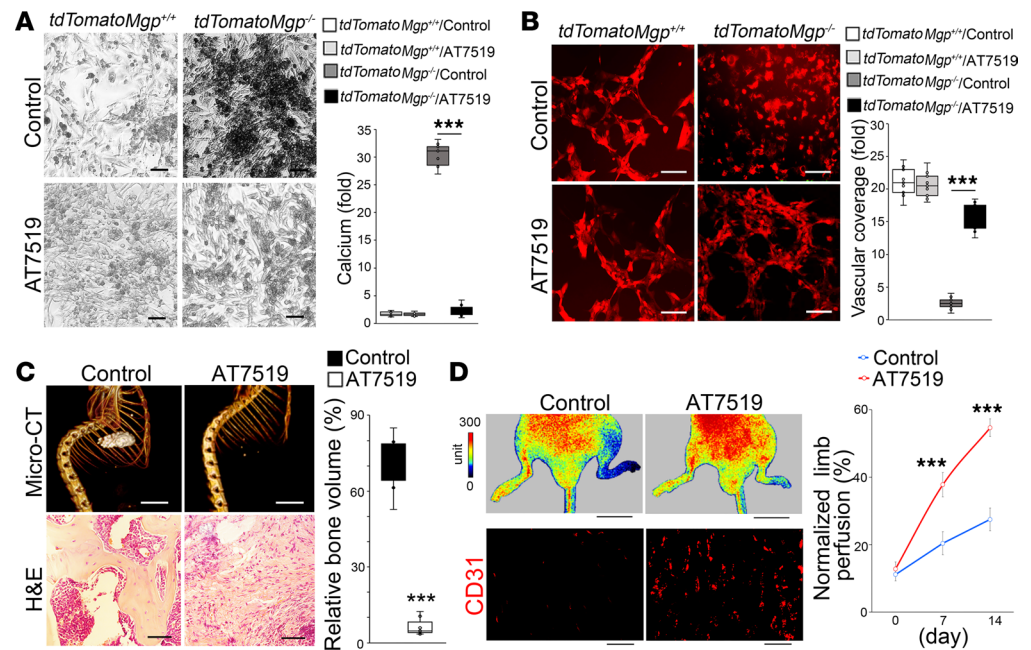 A
tdTomatoMgp+/+ tdTomatoMgp-/-
Control
AT7519
tdTomatoMgp+/+/Control
tdTomatoMgp+/+/AT7519
tdTomatoMgp-/-/Control
tdTomatoMgp-/-/AT7519
***
Calcium (fold)
35
30
25
20
15
10
5
0
B
tdTomatoMgp+/+ tdTomatoMgp-/-
Control
AT7519
tdTomatoMgp+/+/Control
tdTomatoMgp+/+/AT7519
tdTomatoMgp-/-/Control
tdTomatoMgp-/-/AT7519
***
Vascular coverage (fold)
30
25
20
15
10
5
0
C
Control AT7519
Micro-CT
H&E
Control
AT7519
Relative bone volume (%)
90
60
30
0
***
D
Control AT7519
300
unit
0
CD31
Control
AT7519
Normalized limb
perfusion (%)
60
40
20
0
***
***
0 7 14
(day)